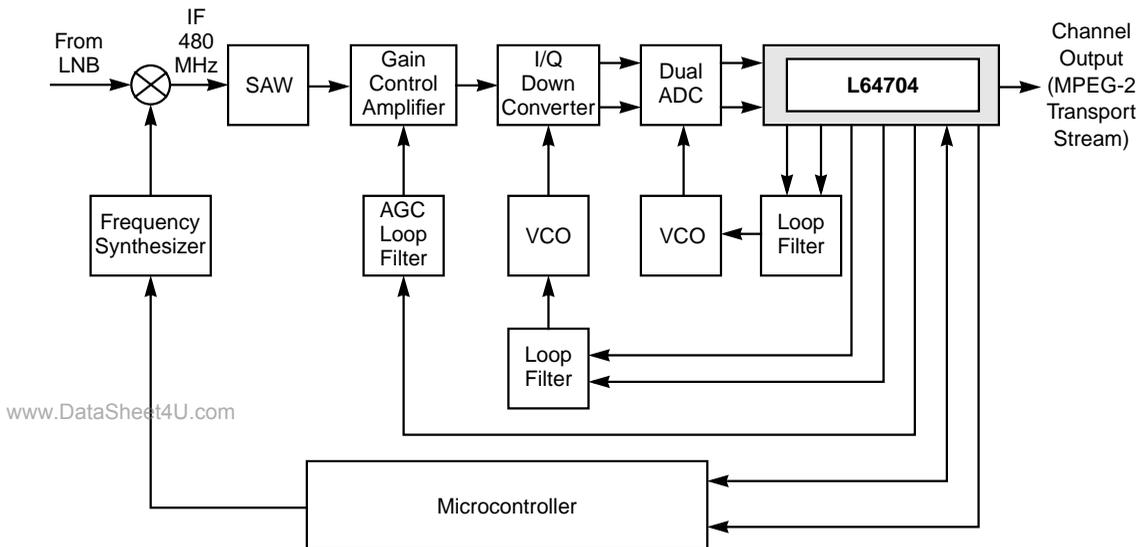 From
LNB
IF
480
MHz
SAW
Gain
Control
Amplifier
I/Q
Down
Converter
Dual
ADC
L64704
Channel
Output
(MPEG-2
Transport
Stream)
Frequency
Synthesizer
AGC
Loop
Filter
VCO
VCO
Loop
Filter
Loop
Filter
www.DataSheet4U.com
Microcontroller